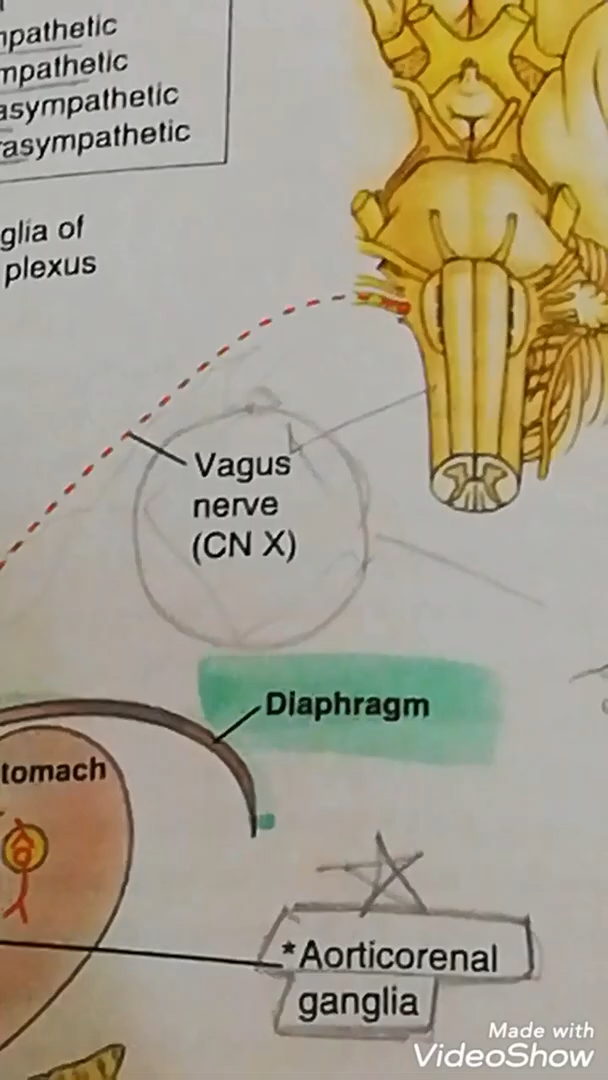 mpathetic
mpathetic
asympathetic
rasympathetic
glia of
plexus
Vagus
nerve
(CN X)
Diaphragm
tomach
*Aorticorenal
ganglia
Made with
VideoShow